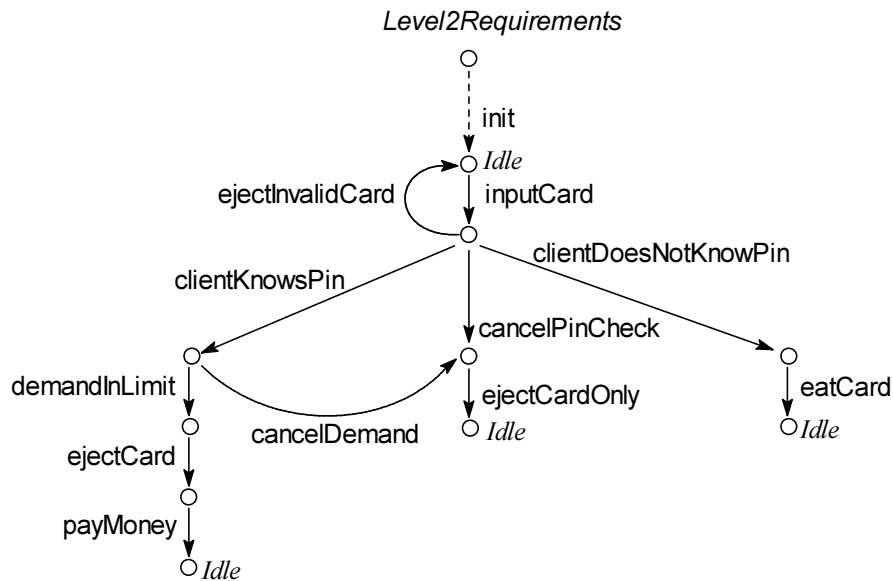 Level2Requirements
init
Idle
ejectInvalidCard
inputCard
clientDoesNotKnowPin
clientKnowsPin
cancelPinCheck
demandInLimit
eatCard
ejectCardOnly
cancelDemand
Idle
Idle
ejectCard
payMoney
Idle